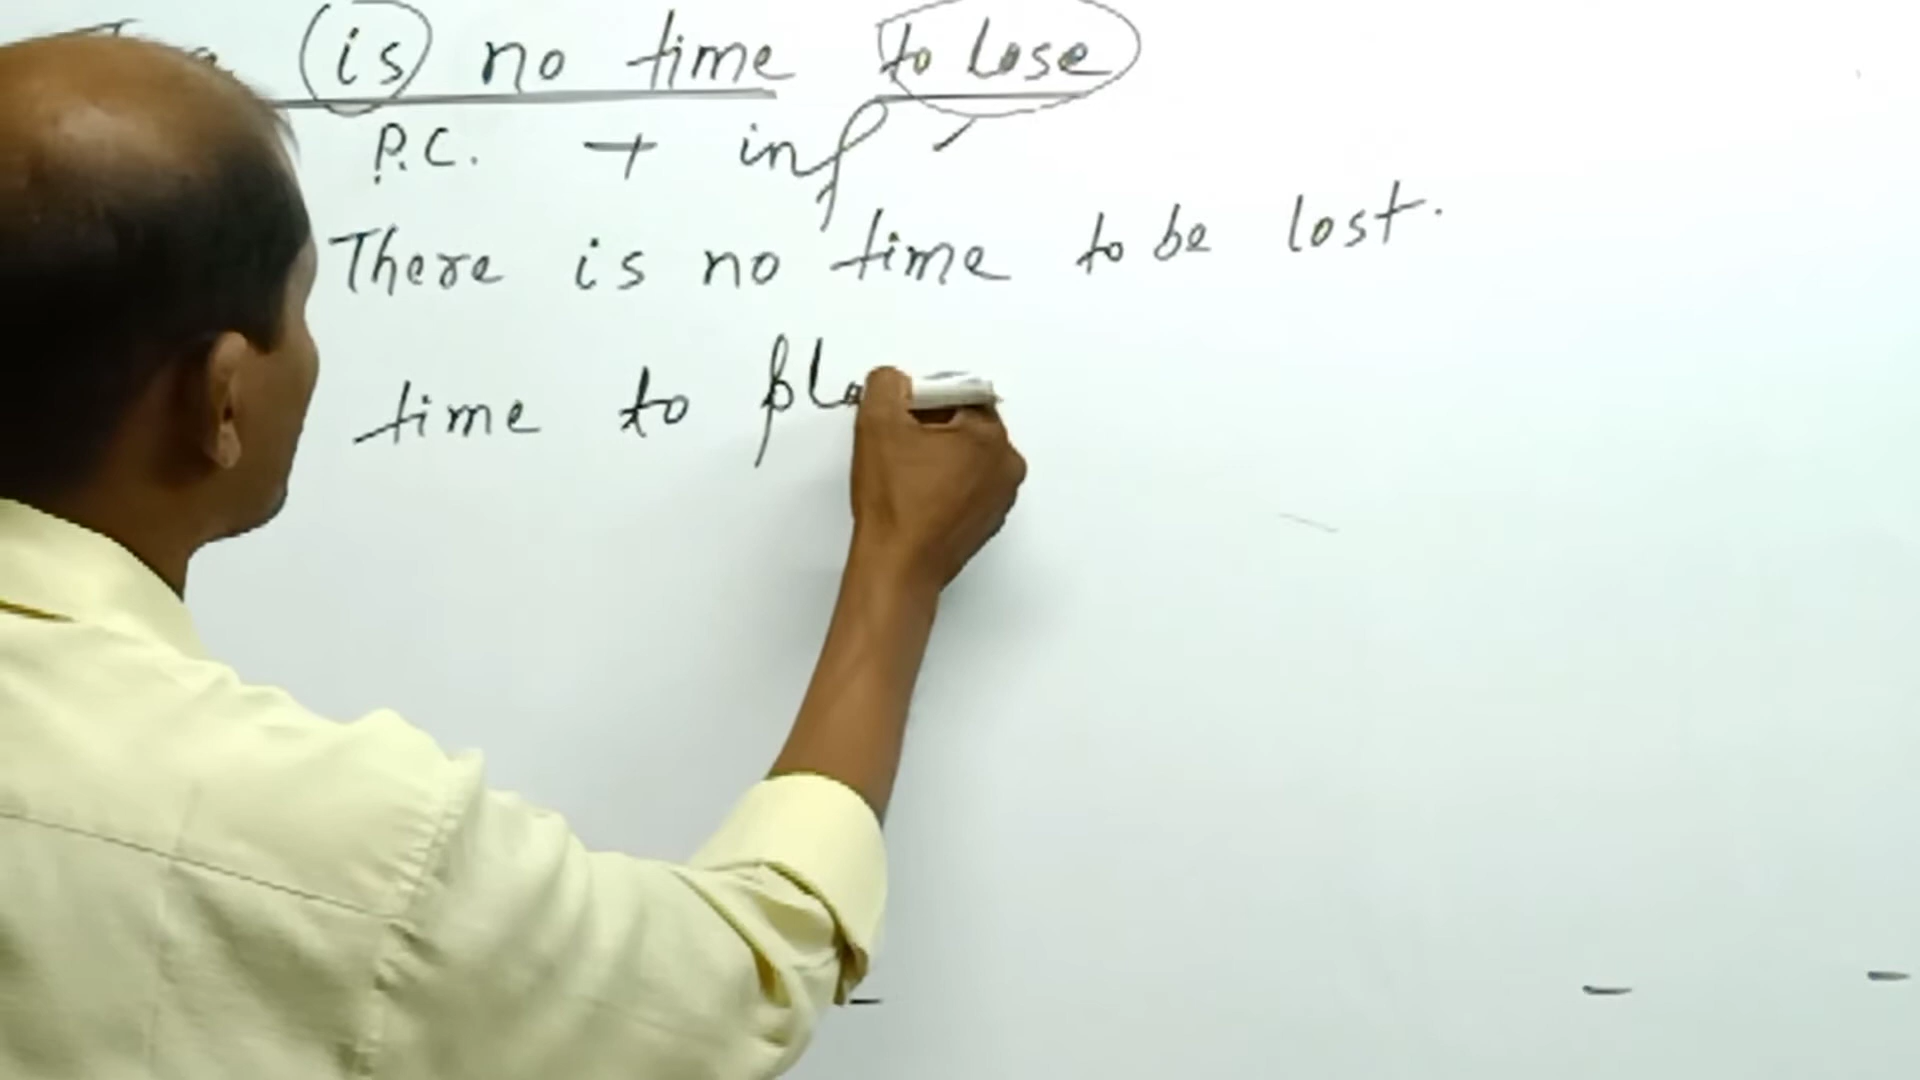 is no time to lose
P.C. + inf
There is no time to be lost.
time to pla